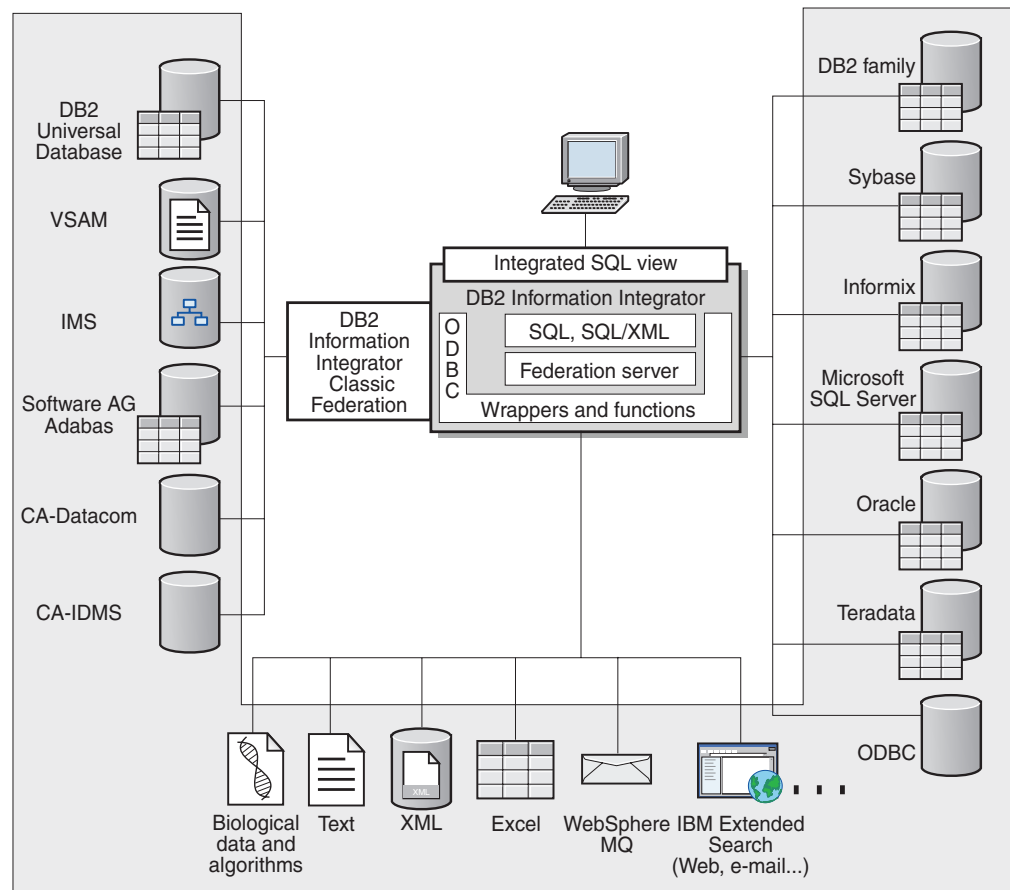 DB2
Universal
Database
VSAM
IMS
Software AG
Adabas
CA-Datacom
CA-IDMS
DB2
Information
Integrator
Classic
Federation
Integrated SQL view
DB2 Information Integrator
O
D
B
C
SQL, SQL/XML
Federation server
Wrappers and functions
DB2 family
Sybase
Informix
Microsoft
SQL Server
Oracle
Teradata
ODBC
Biological
data and
algorithms
Text
XML
XML
Excel
WebSphere
MQ
IBM Extended
Search
(Web, e-mail...)